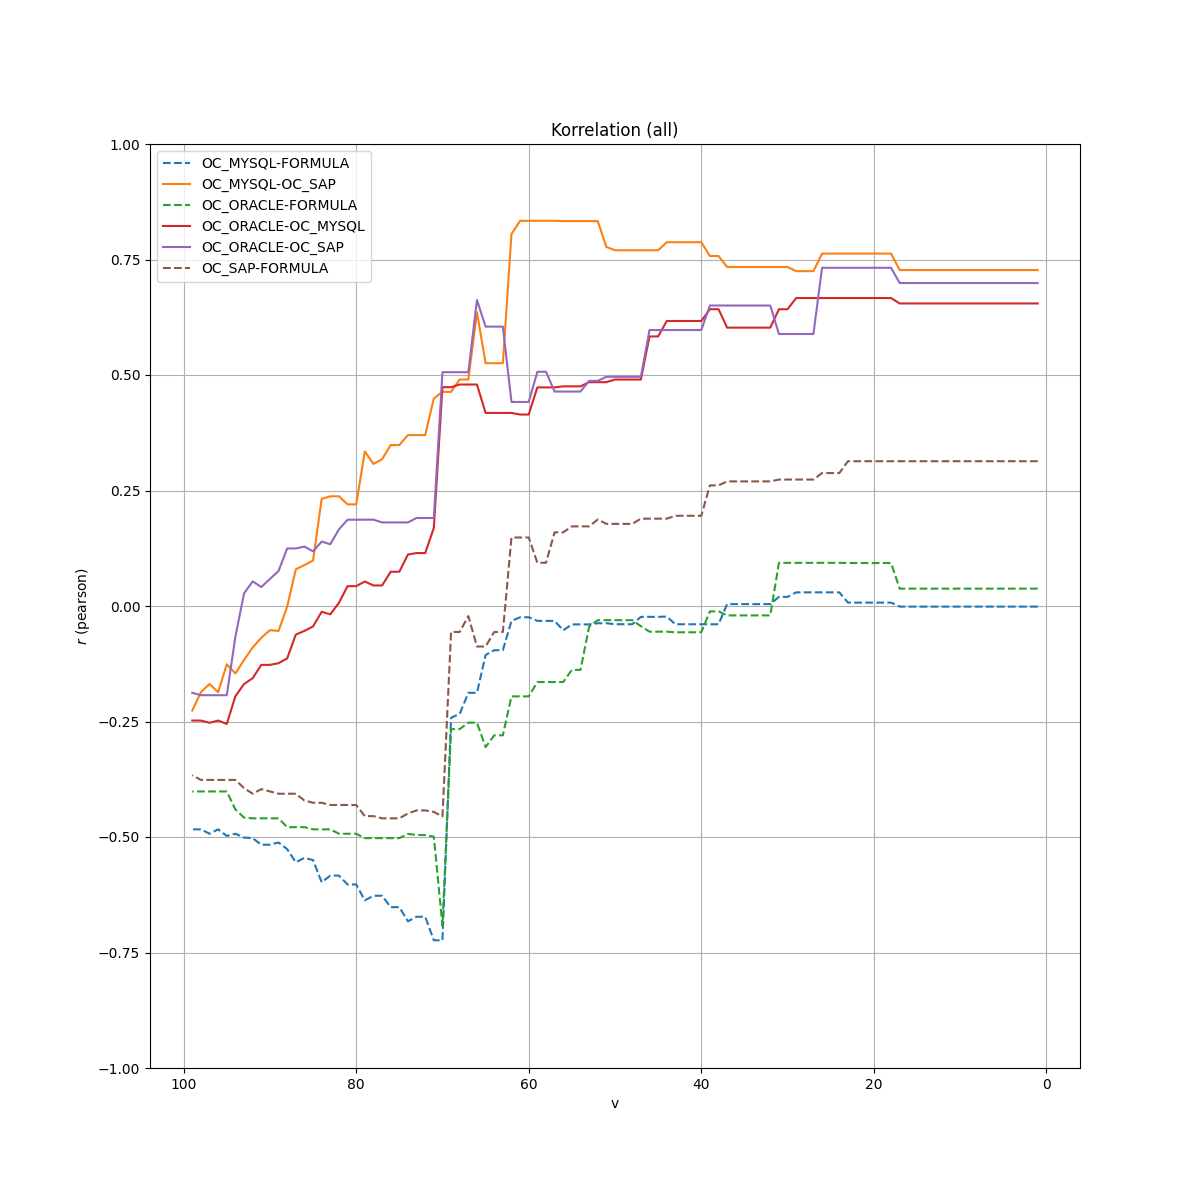 Korrelation (all)
1.00
0.75
0.50
0.25
0.00
−0.25
−0.50
−0.75
−1.00
r (pearson)
OC_MYSQL-FORMULA
OC_MYSQL-OC_SAP
OC_ORACLE-FORMULA
OC_ORACLE-OC_MYSQL
OC_ORACLE-OC_SAP
OC_SAP-FORMULA
100 80 60 40 20 0
v